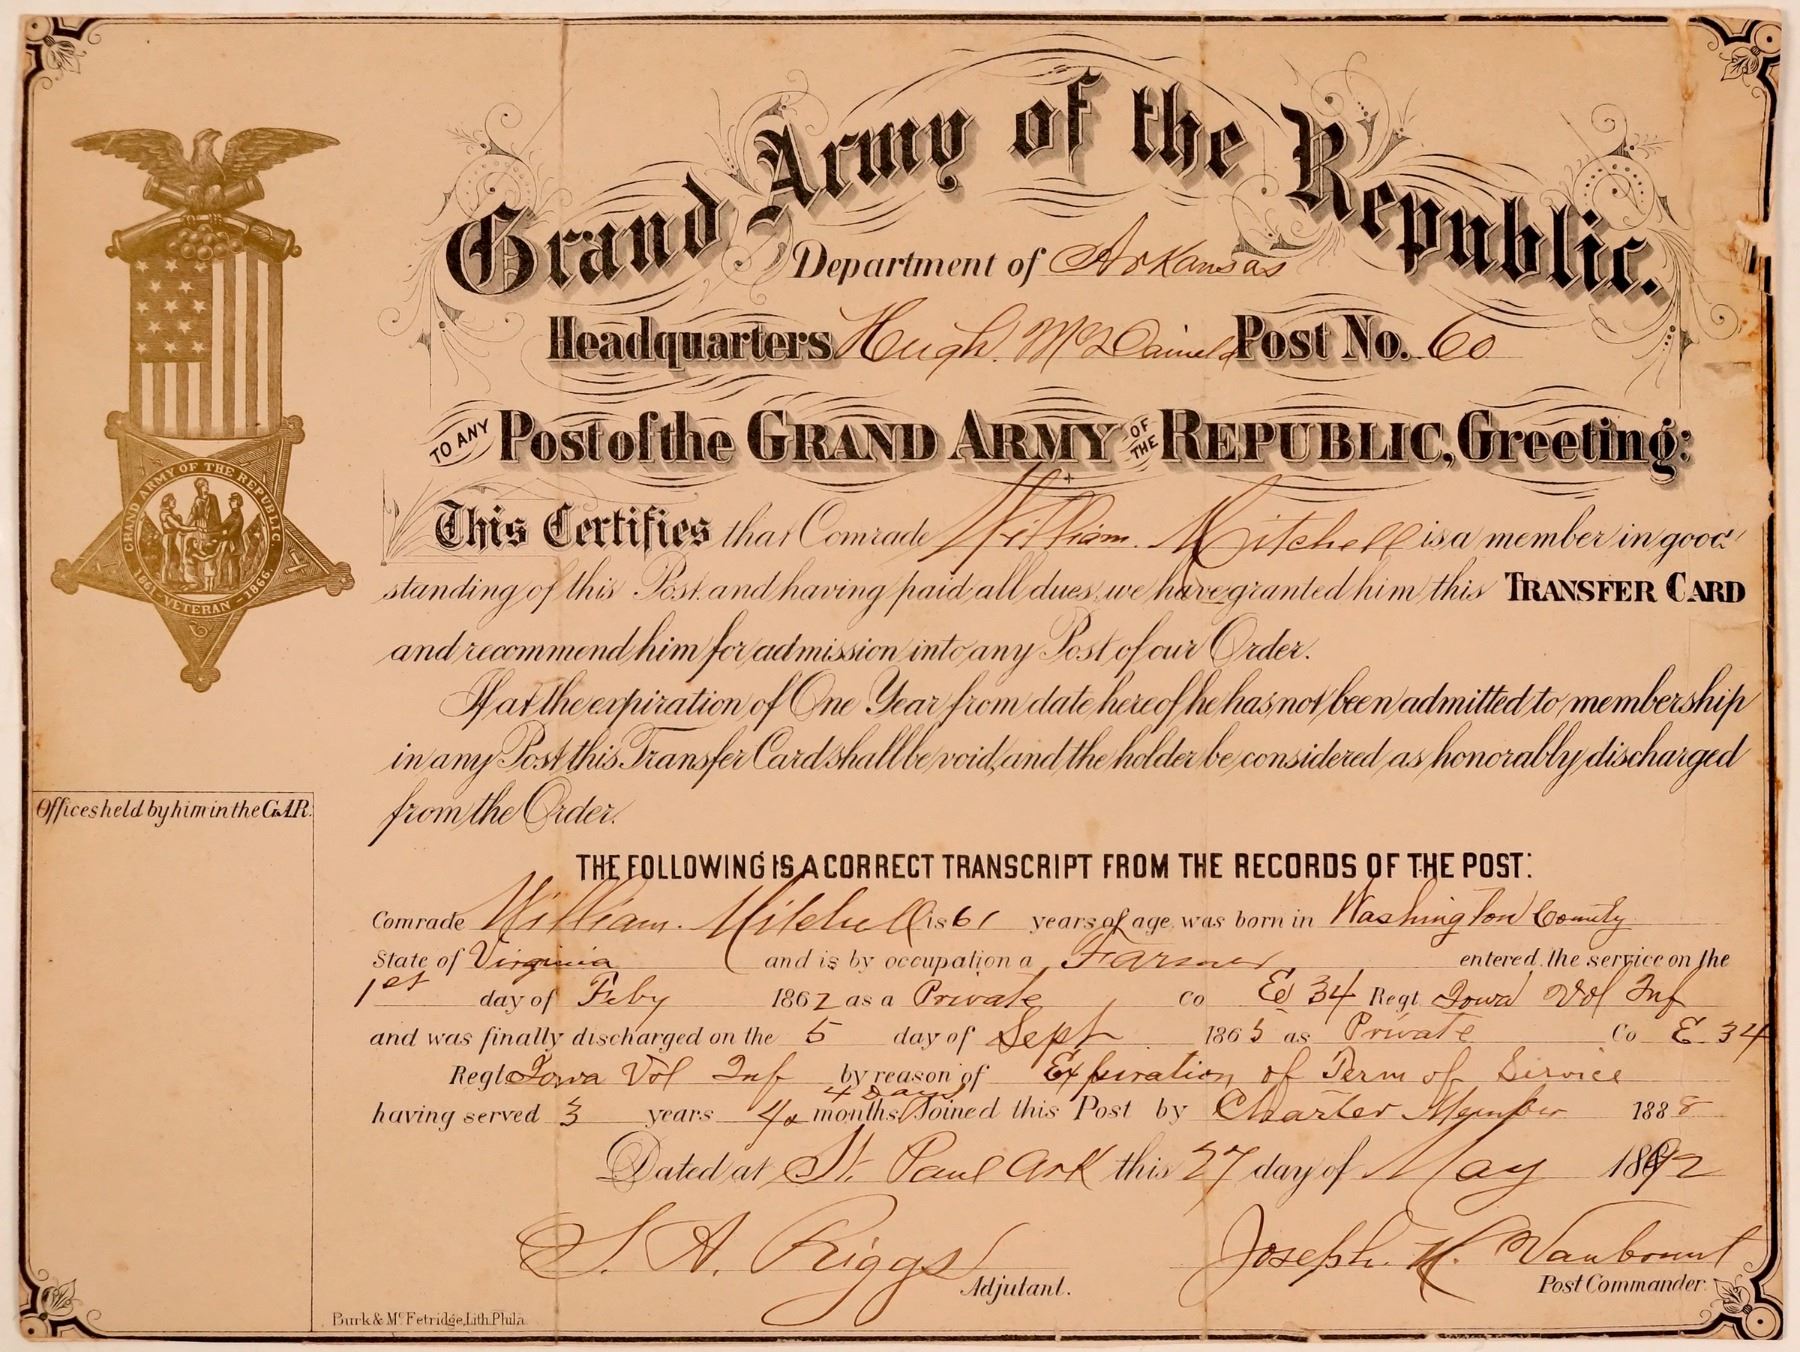 Grand Army of the Republic.
Department of Arkansas
Headquarters Hugh. McDaniels Post No. 60
TO ANY Post of the GRAND ARMY OF THE REPUBLIC, Greeting:
This Certifies that Comrade William. Mitchell is a member in good
standing of this Post and having paid all dues, we have granted him this TRANSFER CARD
and recommend him for admission into any Post of our Order.
If at the expiration of One Year from date hereof he has not been admitted to membership
in any Post this Transfer Card shall be void, and the holder be considered as honorably discharged
from the Order.
THE FOLLOWING IS A CORRECT TRANSCRIPT FROM THE RECORDS OF THE POST:
Comrade William. Mitchell is 61 years of age, was born in Washington County
State of Virginia and is by occupation a Farmer entered the service on the
1st day of Feby 1862 as a Private Co E 34 Regt Iowa Vol Inf
and was finally discharged on the 5 day of Sept 1865 as Private Co E 34
Regt Iowa Vol Inf by reason of Expiration of Term of Service
4 Days
having served 3 years 4 months. Joined this Post by Charter Member 1888
Dated at St. Paul Ark this 27 day of May 1892
S. A. Riggs Joseph. H.
Adjutant. Post Commander.
GRAND ARMY OF THE REPUBLIC
1861 - VETERAN - 1866.
Offices held by him in the G.A.R.
Burk & McFetridge, Lith. Phila.